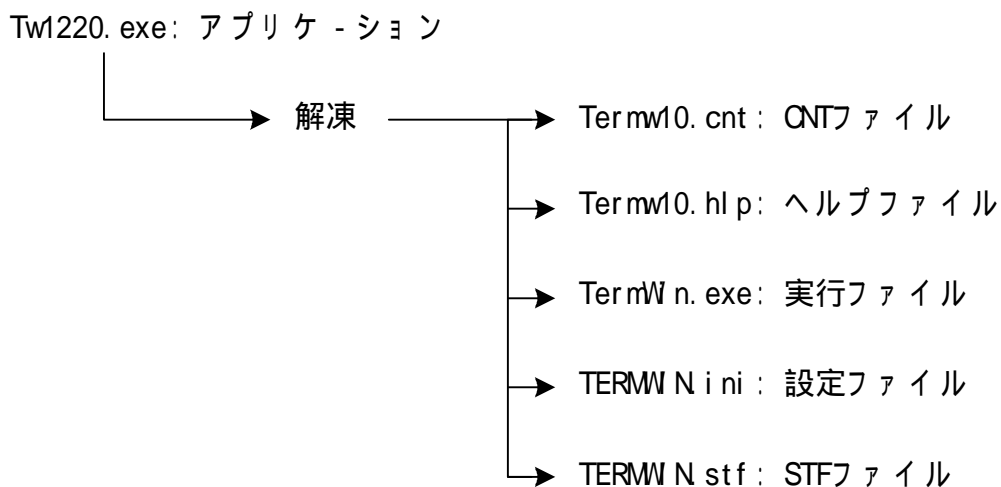 Tw1220.exe: アプリケ-ション
解凍
Termw10.cnt: CNTファイル
Termw10.hlp: ヘルプファイル
TermWin.exe: 実行ファイル
TERMWIN.ini: 設定ファイル
TERMWIN.stf: STFファイル